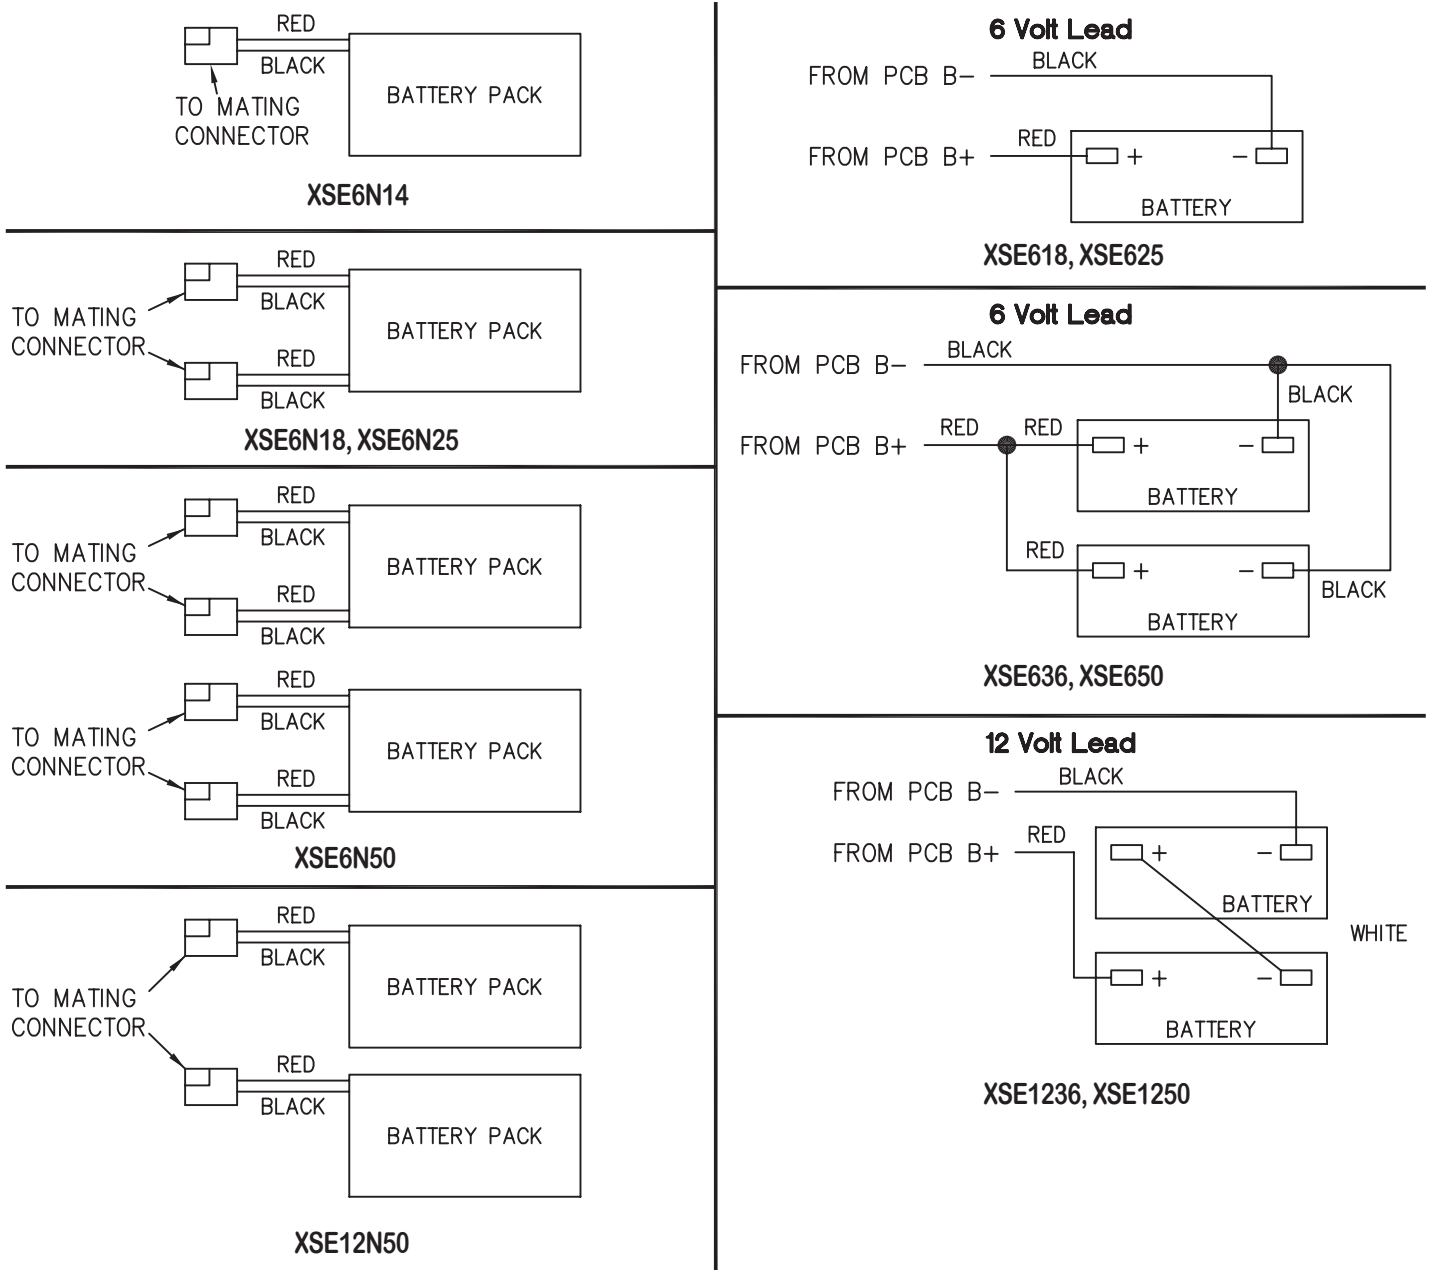 RED
BLACK
BATTERY PACK
TO MATING
CONNECTOR
XSE6N14
RED
BLACK
TO MATING
CONNECTOR
BATTERY PACK
RED
BLACK
XSE6N18, XSE6N25
RED
BLACK
TO MATING
CONNECTOR
BATTERY PACK
RED
BLACK
RED
BLACK
TO MATING
CONNECTOR
BATTERY PACK
RED
BLACK
XSE6N50
RED
BLACK
BATTERY PACK
TO MATING
CONNECTOR
RED
BLACK
BATTERY PACK
XSE12N50
6 Volt Lead
BLACK
FROM PCB B-
RED
FROM PCB B+
+ -
BATTERY
XSE618, XSE625
6 Volt Lead
BLACK
FROM PCB B-
BLACK
RED RED
FROM PCB B+
+ -
BATTERY
RED
+ -
BLACK
BATTERY
XSE636, XSE650
12 Volt Lead
BLACK
FROM PCB B-
RED
FROM PCB B+
+ -
BATTERY
WHITE
+ -
BATTERY
XSE1236, XSE1250